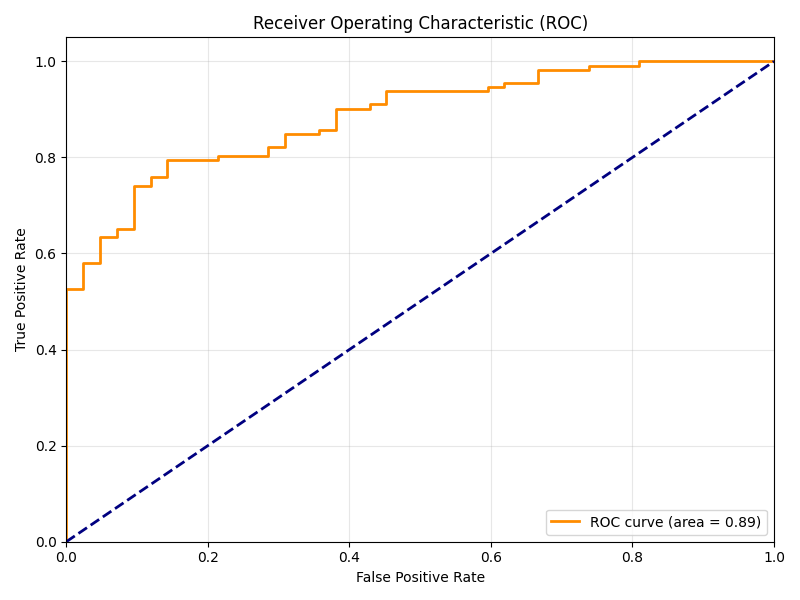 Receiver Operating Characteristic (ROC)
True Positive Rate
1.0
0.8
0.6
0.4
0.2
0.0
ROC curve (area = 0.89)
0.0 0.2 0.4 0.6 0.8 1.0
False Positive Rate